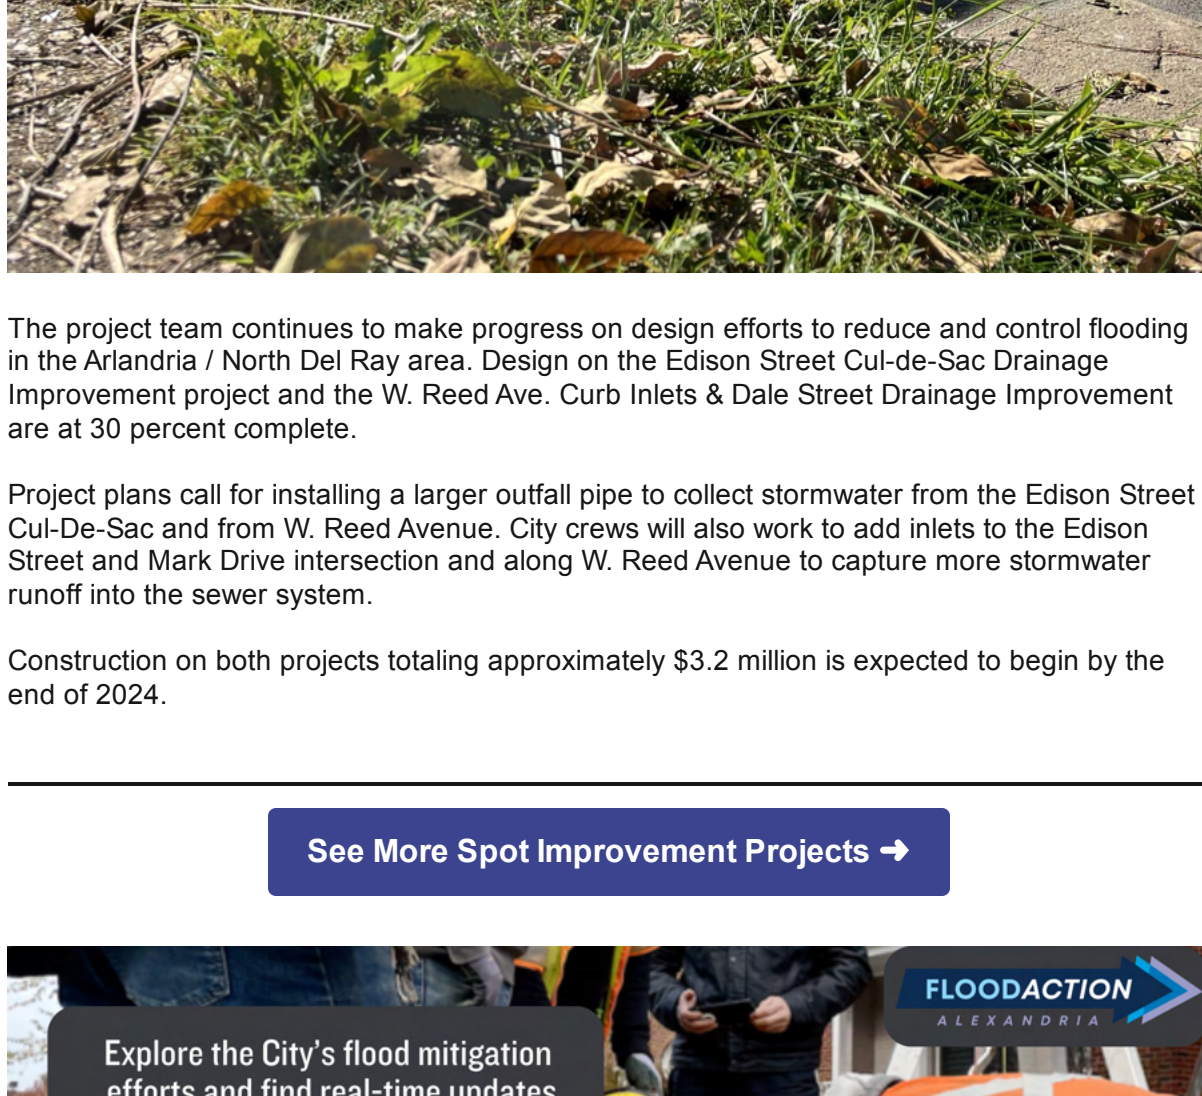 The project team continues to make progress on design efforts to reduce and control flooding
in the Arlandria / North Del Ray area. Design on the Edison Street Cul-de-Sac Drainage
Improvement project and the W. Reed Ave. Curb Inlets & Dale Street Drainage Improvement
are at 30 percent complete.
Project plans call for installing a larger outfall pipe to collect stormwater from the Edison Street
Cul-De-Sac and from W. Reed Avenue. City crews will also work to add inlets to the Edison
Street and Mark Drive intersection and along W. Reed Avenue to capture more stormwater
runoff into the sewer system.
Construction on both projects totaling approximately $3.2 million is expected to begin by the
end of 2024.
See More Spot Improvement Projects ➜
FLOODACTION
ALEXANDRIA
Explore the City's flood mitigation
efforts and find real-time updates